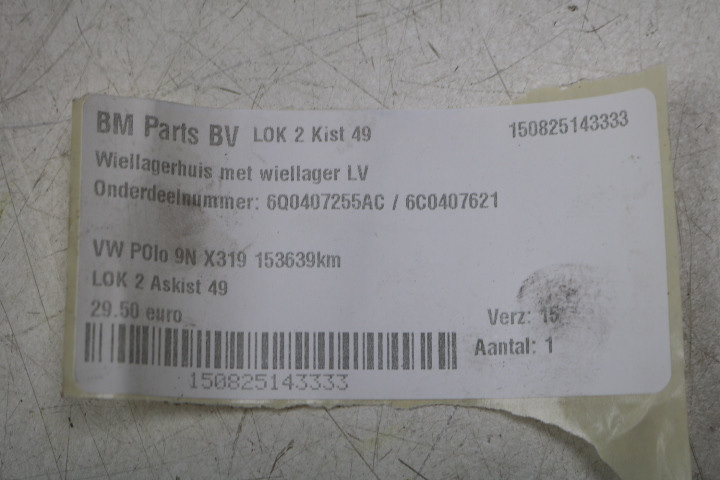 BM Parts BV LOK 2 Kist 49 150825143333
Wiellagerhuis met wiellager LV
Onderdeelnummer: 6Q0407255AC / 6C0407621
VW POlo 9N X319 153639km
LOK 2 Askist 49
29.50 euro
Verz: 15
Aantal: 1
150825143333